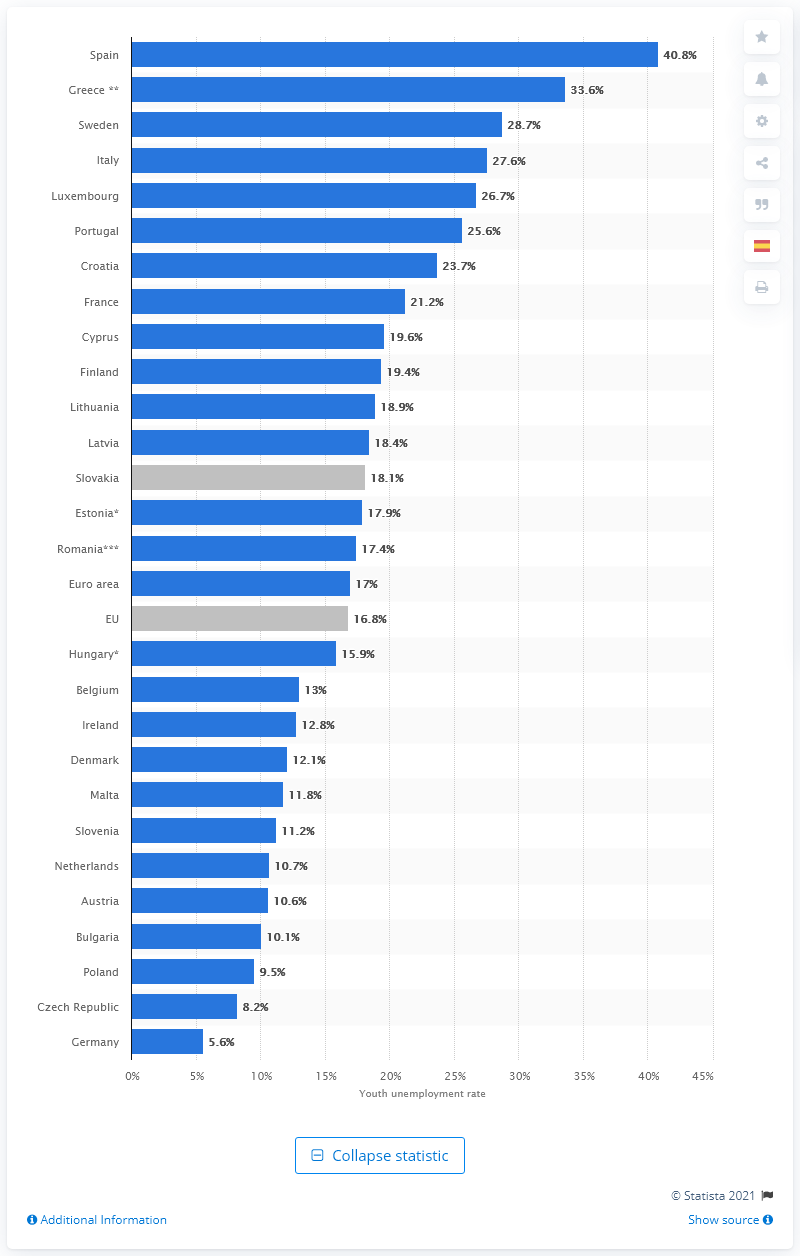 Spain 40.8%
Greece ** 33.6%
Sweden 28.7%
Italy 27.6%
Luxembourg 26.7%
Portugal 25.6%
Croatia 23.7%
France 21.2%
Cyprus 19.6%
Finland 19.4%
Lithuania 18.9%
Latvia 18.4%
Slovakia 18.1%
Estonia* 17.9%
Romania*** 17.4%
Euro area 17%
EU 16.8%
Hungary* 15.9%
Belgium 13%
Ireland 12.8%
Denmark 12.1%
Malta 11.8%
Slovenia 11.2%
Netherlands 10.7%
Austria 10.6%
Bulgaria 10.1%
Poland 9.5%
Czech Republic 8.2%
Germany 5.6%
0% 5% 10% 15% 20% 25% 30% 35% 40% 45%
Youth unemployment rate
Collapse statistic
© Statista 2021
Additional Information Show source